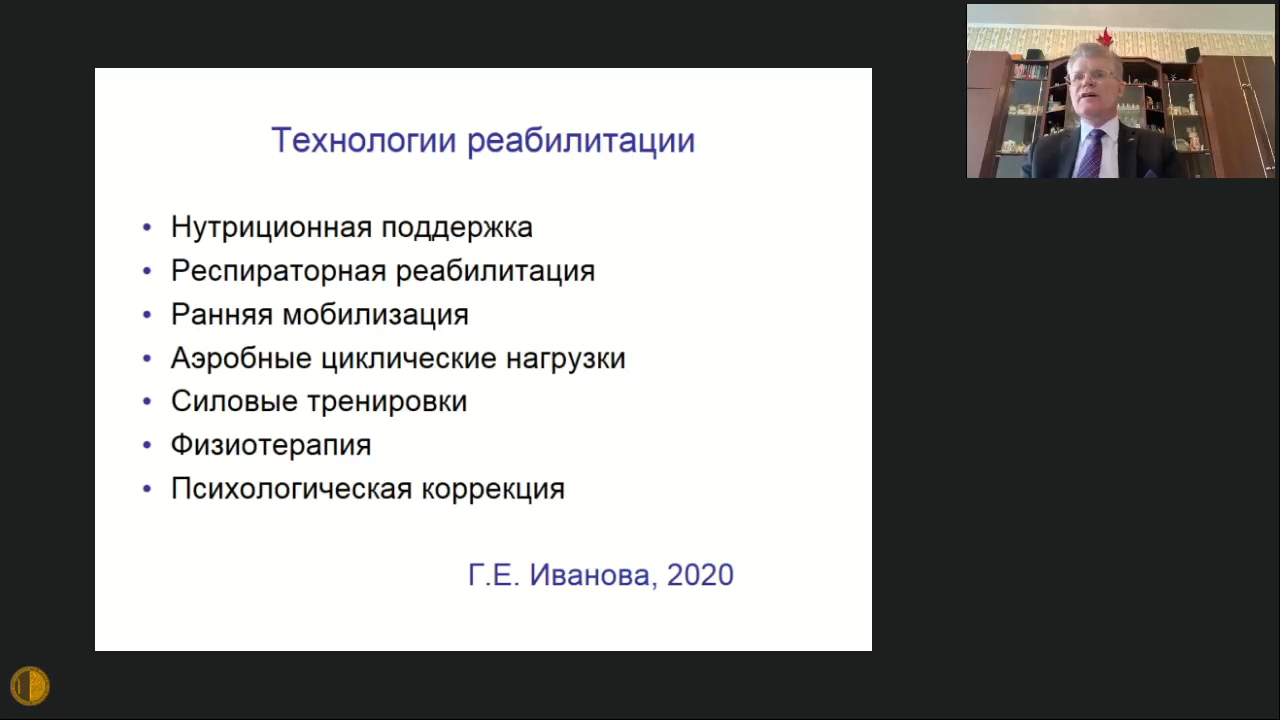 Технологии реабилитации
• Нутриционная поддержка
• Респираторная реабилитация
• Ранняя мобилизация
• Аэробные циклические нагрузки
• Силовые тренировки
• Физиотерапия
• Психологическая коррекция
Г.Е. Иванова, 2020